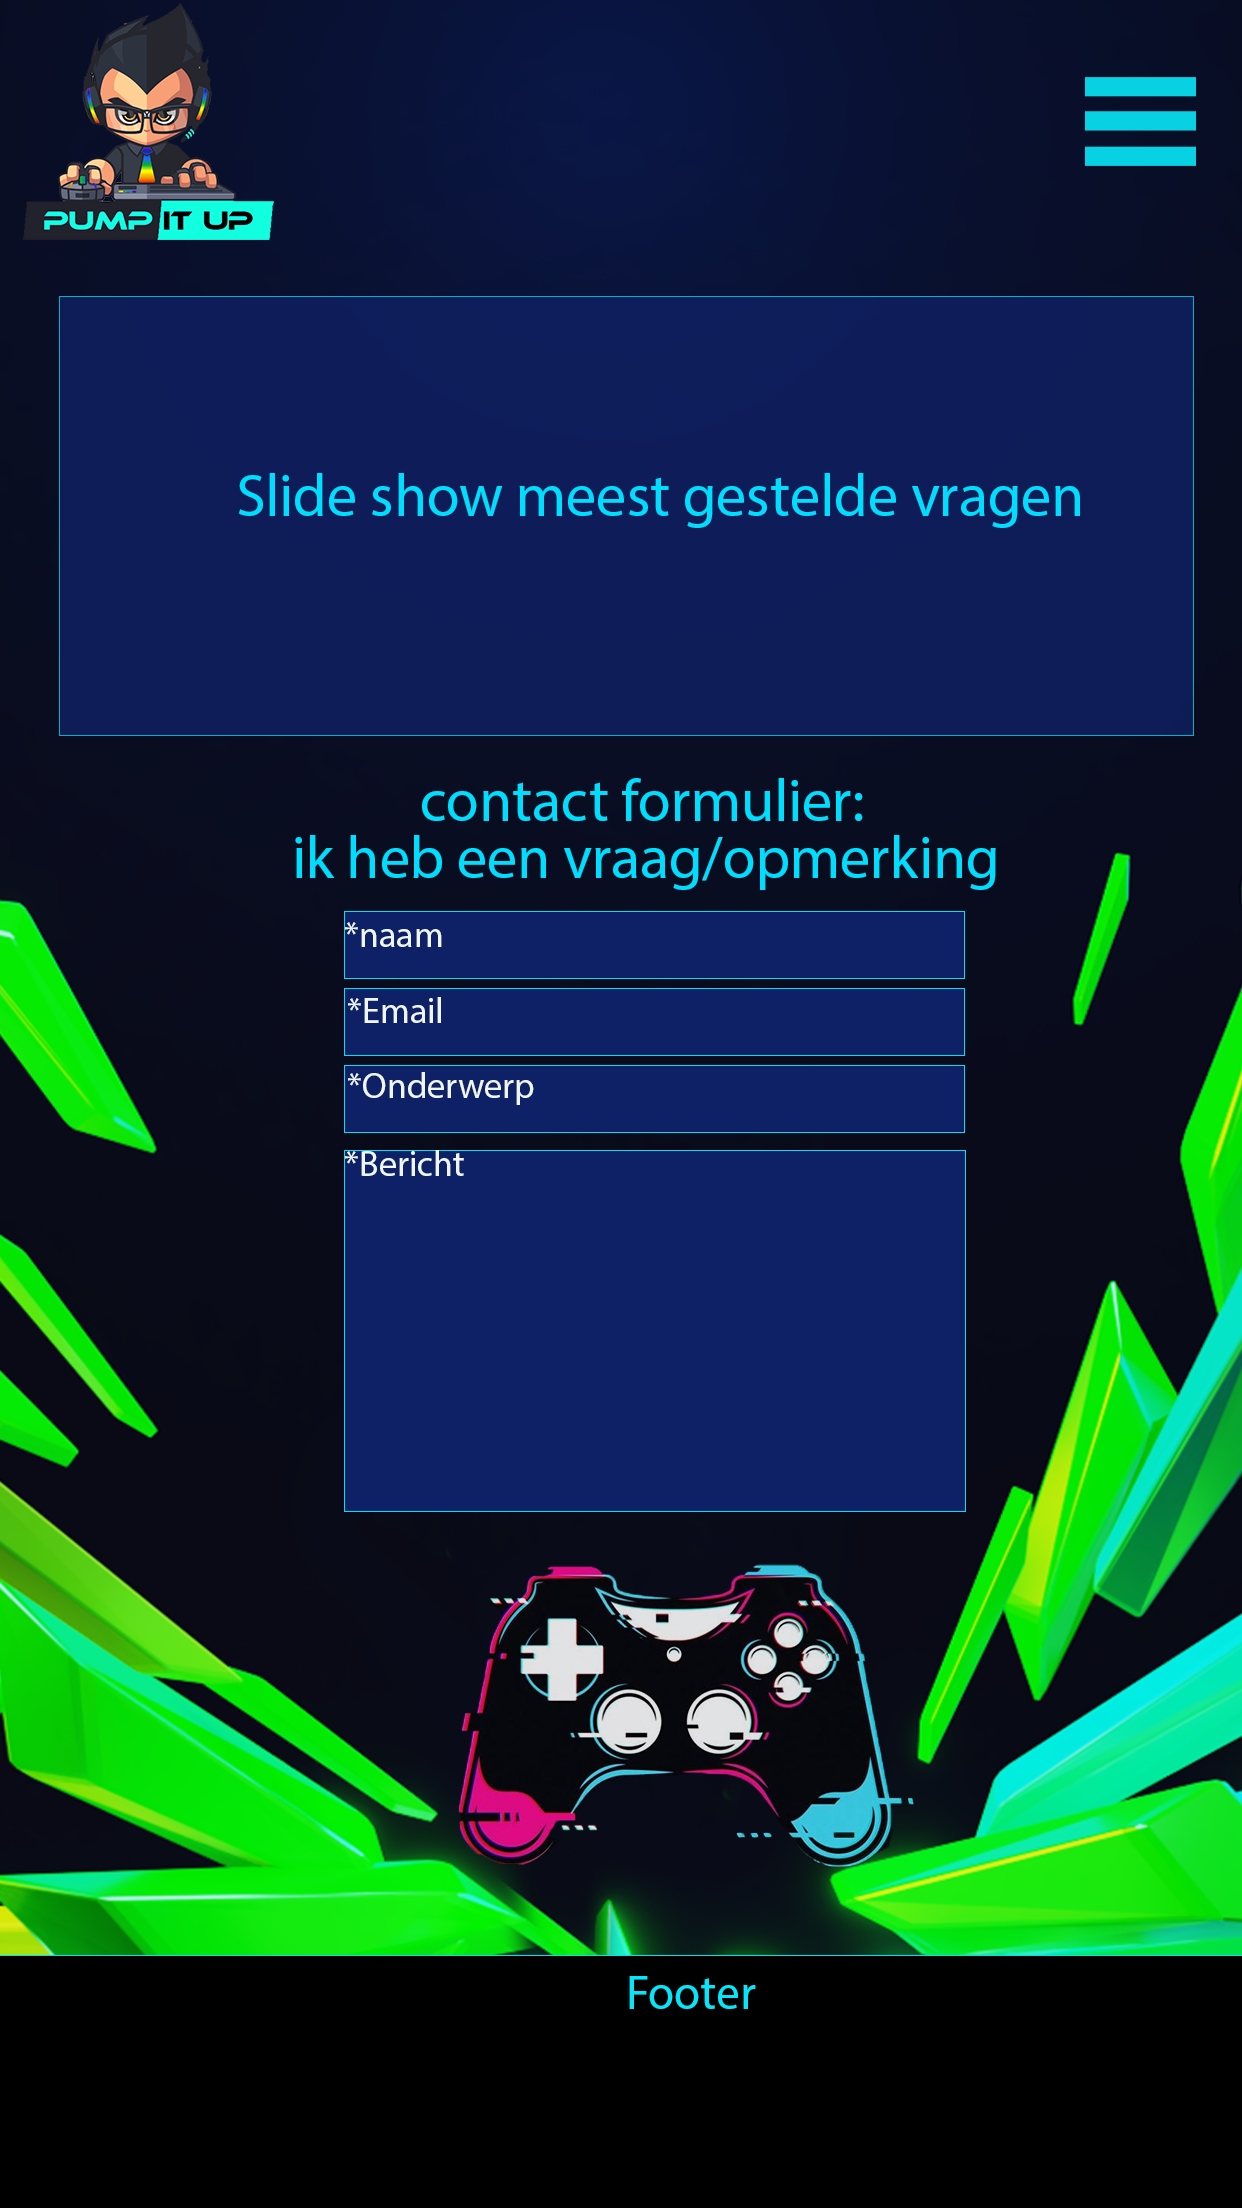 PUMP IT UP
Slide show meest gestelde vragen
contact formulier:
ik heb een vraag/opmerking
*naam
*Email
*Onderwerp
*Bericht
Footer